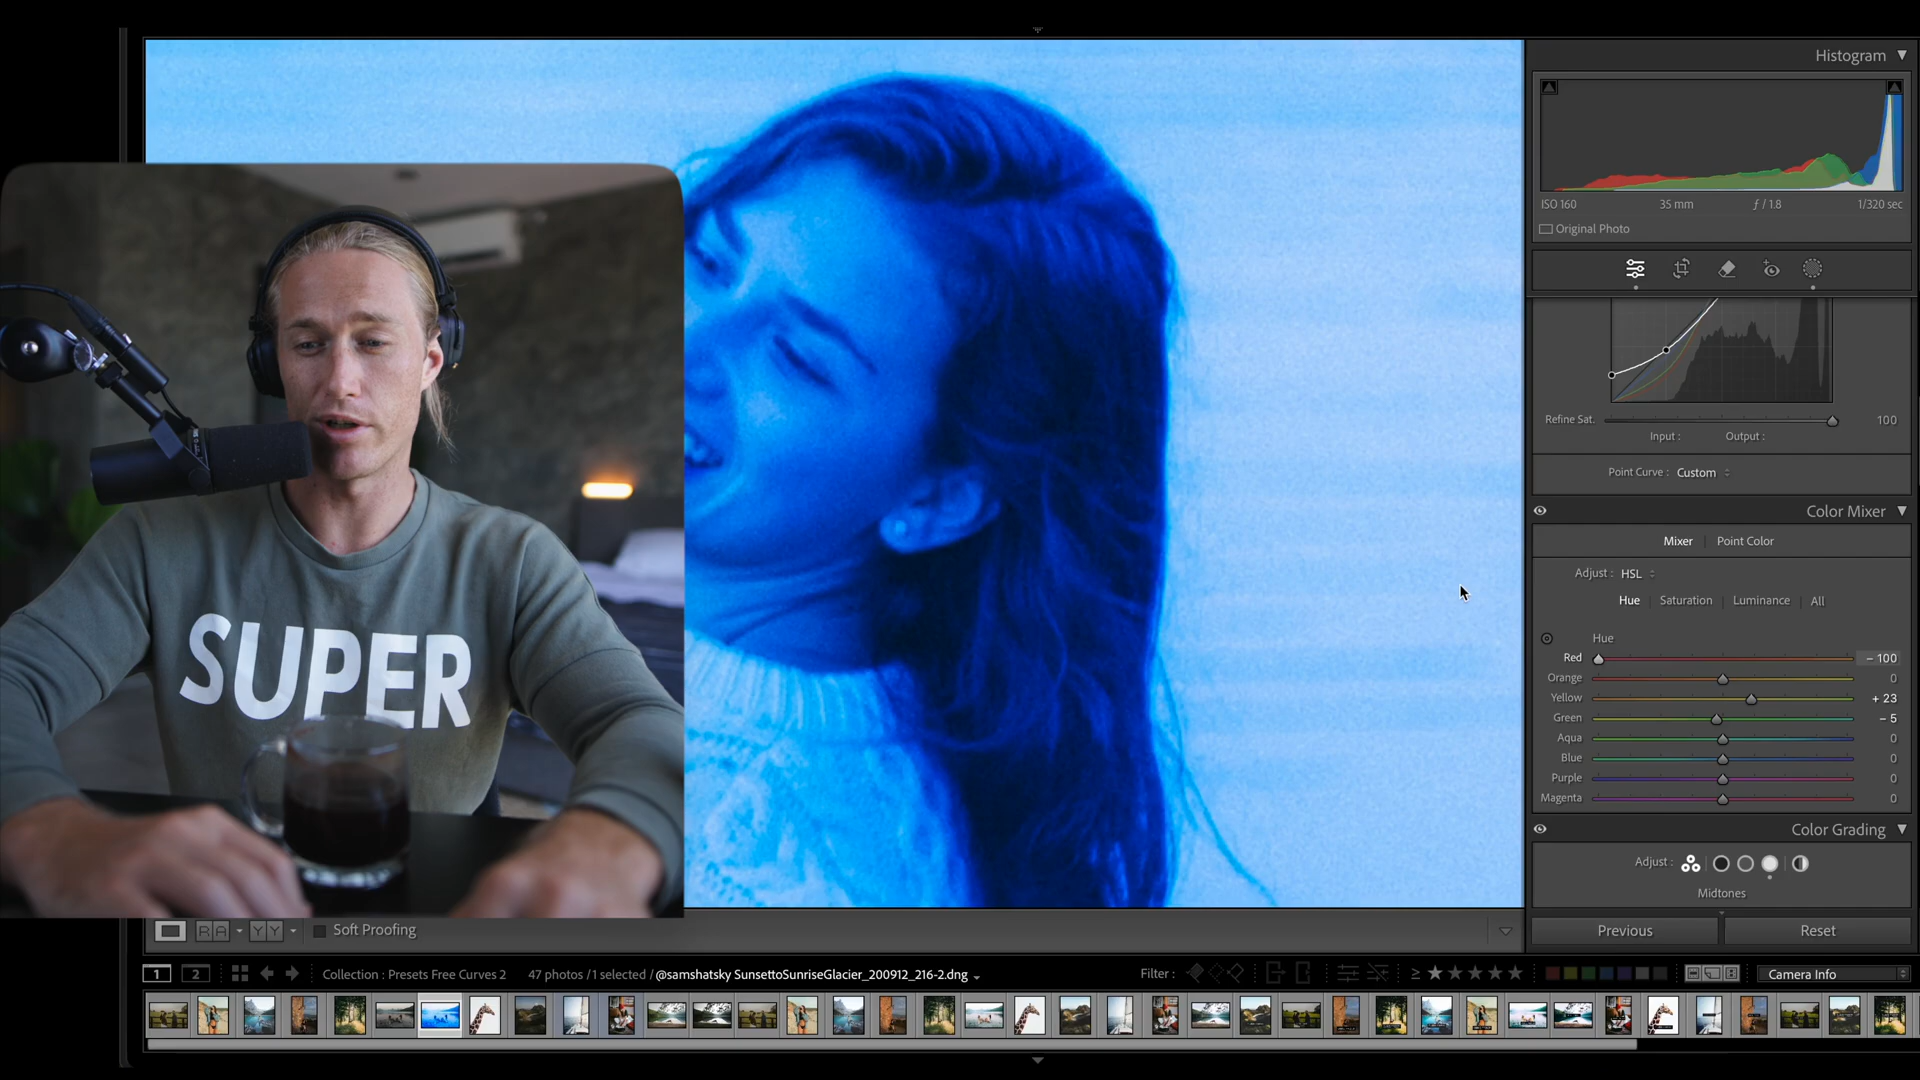 Histogram
ISO 160 35 mm ƒ / 1.8 1/320 sec
Original Photo
Refine Sat. 100
Input : Output :
Point Curve : Custom
Color Mixer
Mixer Point Color
Adjust : HSL
Hue Saturation Luminance All
Hue
Red – 100
Orange 0
Yellow + 23
Green – 5
Aqua 0
Blue 0
Purple 0
Magenta 0
Color Grading
Adjust :
Midtones
Previous Reset
SUPER
R A Y Y Soft Proofing
1 2 Collection : Presets Free Curves 2 47 photos / 1 selected / @samshatsky SunsettoSunriseGlacier_200912_216-2.dng Filter : ≥ Camera Info